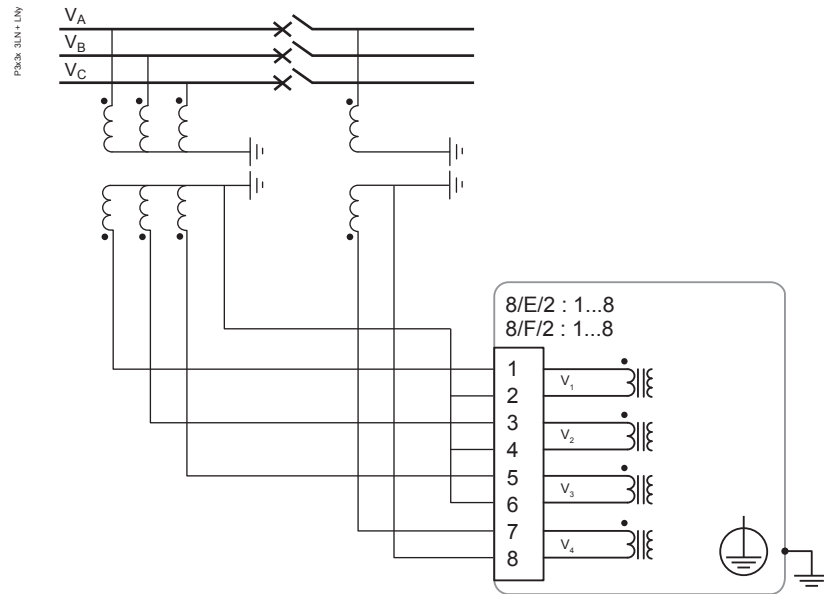 P3x3x 3LN + LNy
VA
VB
VC
8/E/2 : 1...8
8/F/2 : 1...8
1
V1
2
3
V2
4
5
V3
6
7
V4
8